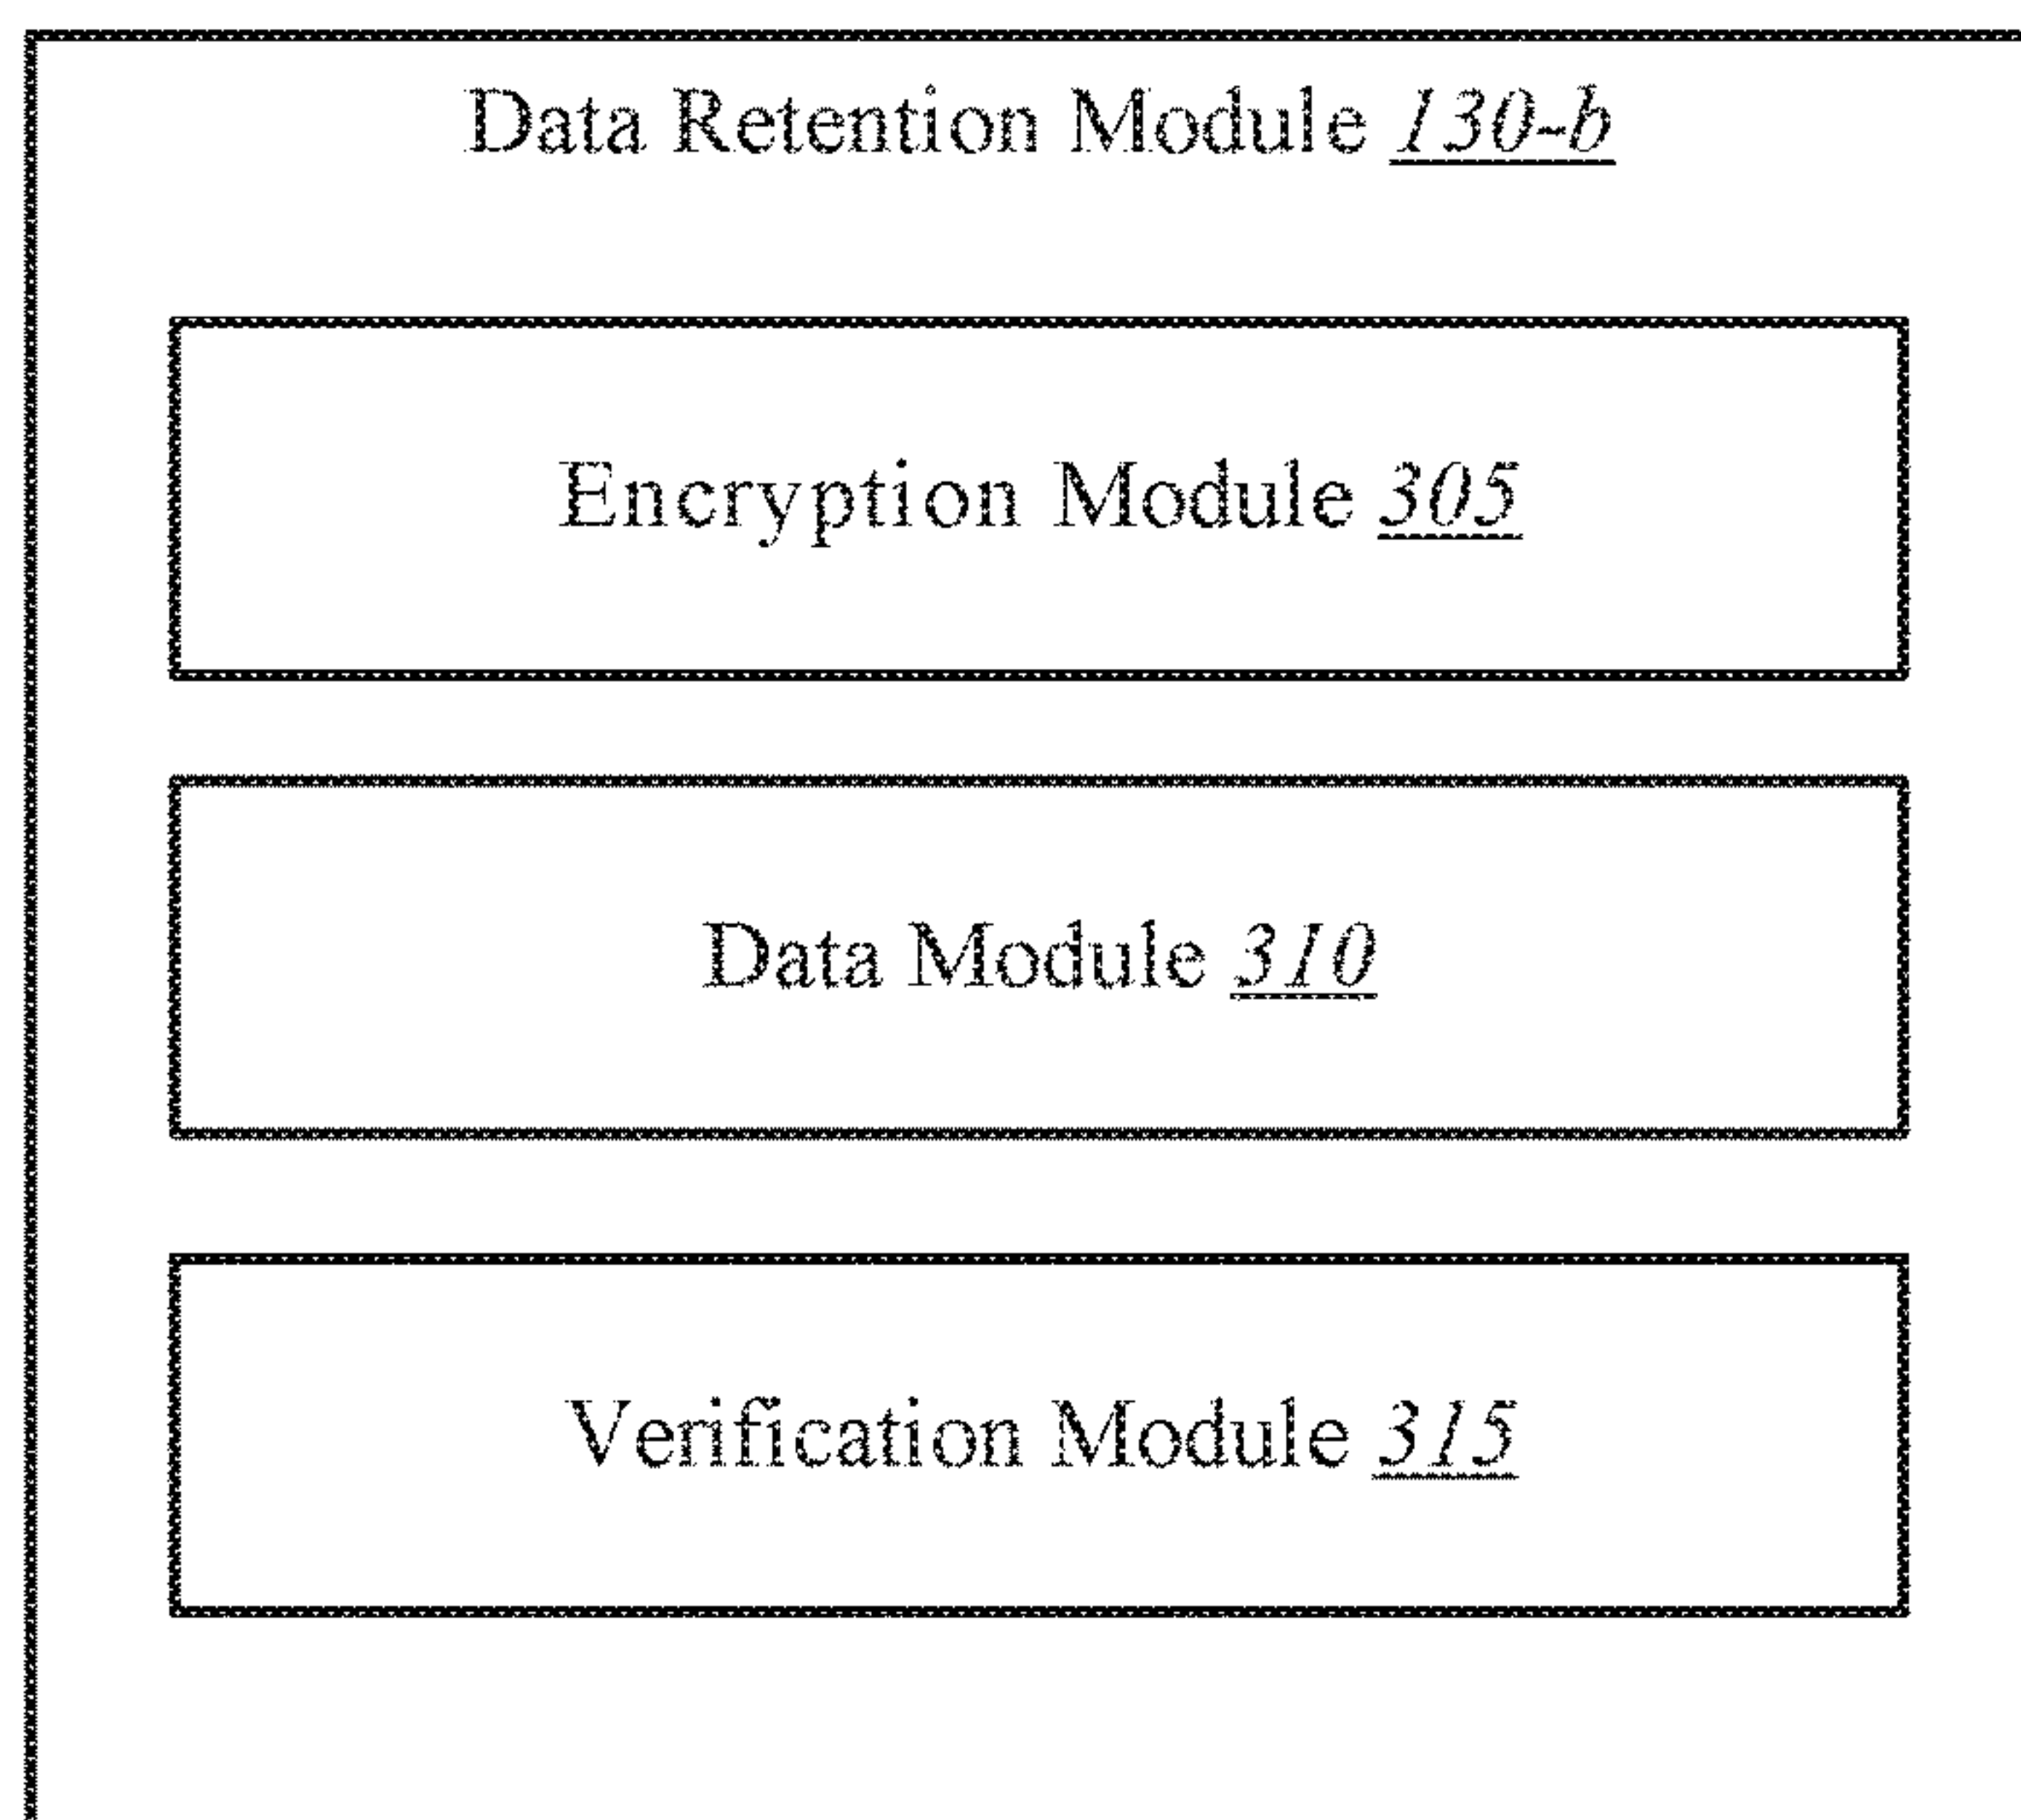 Data Retention Module 130-b
Encryption Module 305
Data Module 310
Verification Module 315